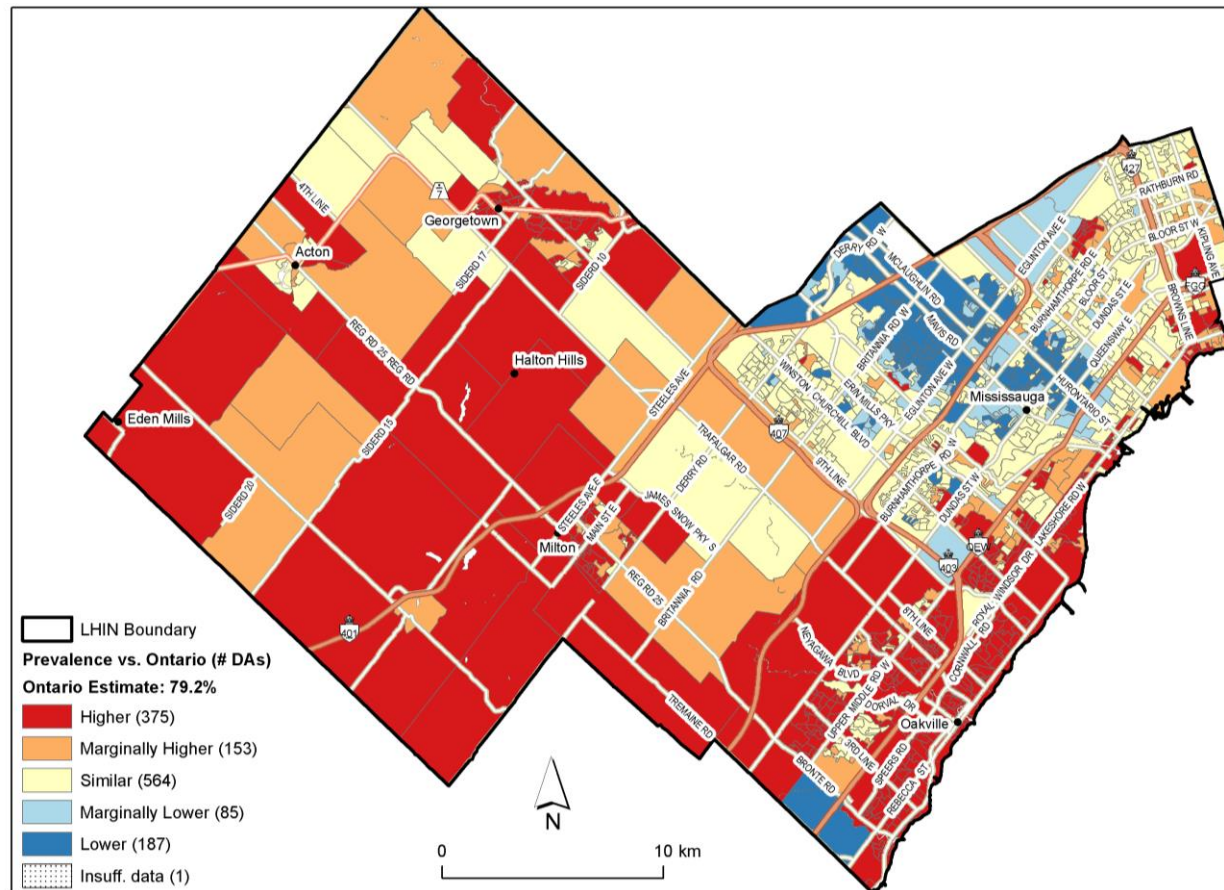 427
RATHBURN RD
BLOOR ST W
KIPLING AVE
EGC
BROWNS LINE
EGLINTON AVE E
BURNHAMTHORPE RD E
BLOOR ST
DUNDAS ST E
QUEENSWAY E
DERRY RD W
MCLAUGHLIN RD
MAVIS RD
BRITANNIA RD W
ERIN MILLS PKY
EGLINTON AVE W
WINSTON CHURCHILL BLVD
Mississauga
HURONTARIO ST
4TH LINE
7
Georgetown
Acton
SIDERD 17
SIDERD 10
REG RD 25 REG RD
Halton Hills
STEELES AVE
Eden Mills
SIDERD 15
SIDERD 20
407
TRAFALGAR RD
9TH LINE
DERRY RD
BURNHAMTHORPE RD W
DUNDAS ST W
LAKESHORE RD W
STEELES AVE E
MAIN ST E
JAMES SNOW PKY S
Milton
REG RD 25
BRITANNIA RD
QEW
403
ROYAL WINDSOR DR
CORNWALL RD
8TH LINE
NEYAGAWA BLVD
UPPER MIDDLE RD W
DORVAL DR
Oakville
3RD LINE
SPEERS RD
REBECCA ST
BRONTE RD
TREMAINE RD
401
LHIN Boundary
Prevalence vs. Ontario (# DAs)
Ontario Estimate: 79.2%
Higher (375)
Marginally Higher (153)
Similar (564)
Marginally Lower (85)
Lower (187)
Insuff. data (1)
N
0 10 km